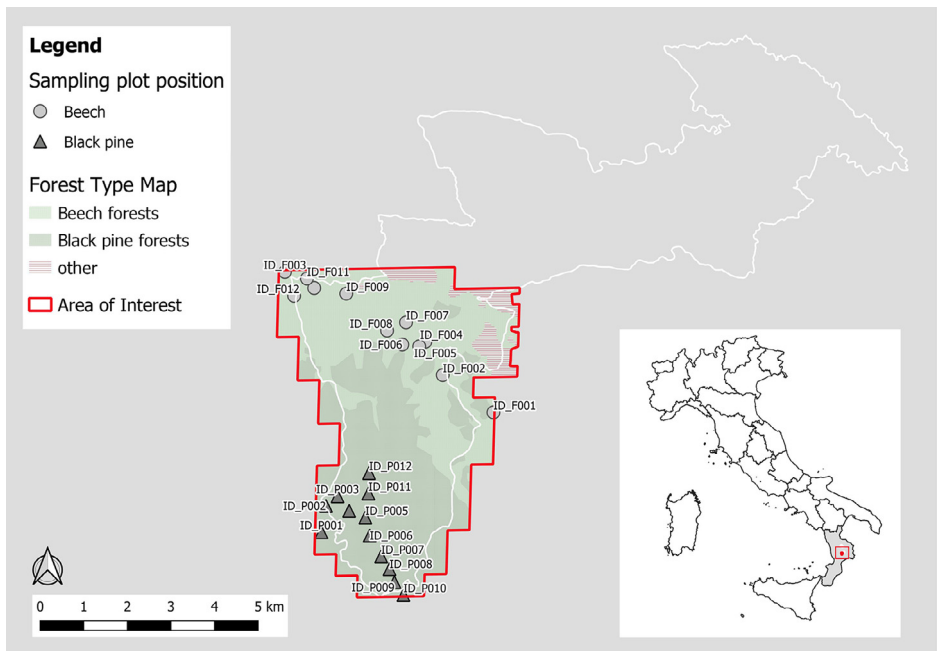 Legend
Sampling plot position
Beech
Black pine
Forest Type Map
Beech forests
Black pine forests
other
Area of Interest
ID_F003
ID_F011
ID_F012
ID_F009
ID_F007
ID_F008
ID_F004
ID_F006
ID_F005
ID_F002
ID_F001
ID_P012
ID_P011
ID_P003
ID_P002
ID_P005
ID_P001
ID_P006
ID_P007
ID_P008
ID_P009
ID_P010
0 1 2 3 4 5 km